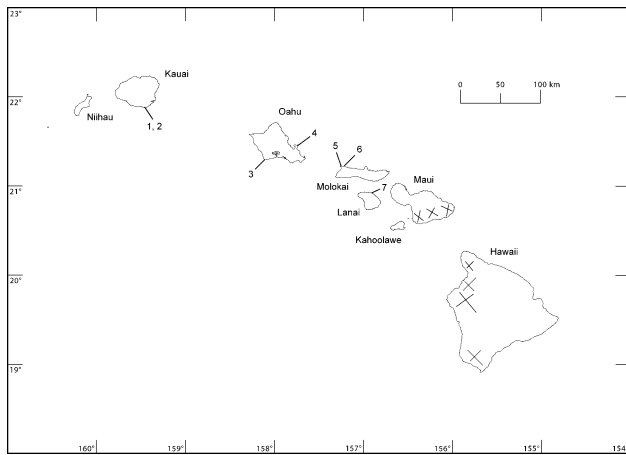 23°
Kauai
22°
0 50 100 km
Niihau
1, 2
Oahu
4
5 6
3
21°
Molokai
7
Maui
Lanai
Kahoolawe
Hawaii
20°
19°
160° 159° 158° 157° 156° 155° 154